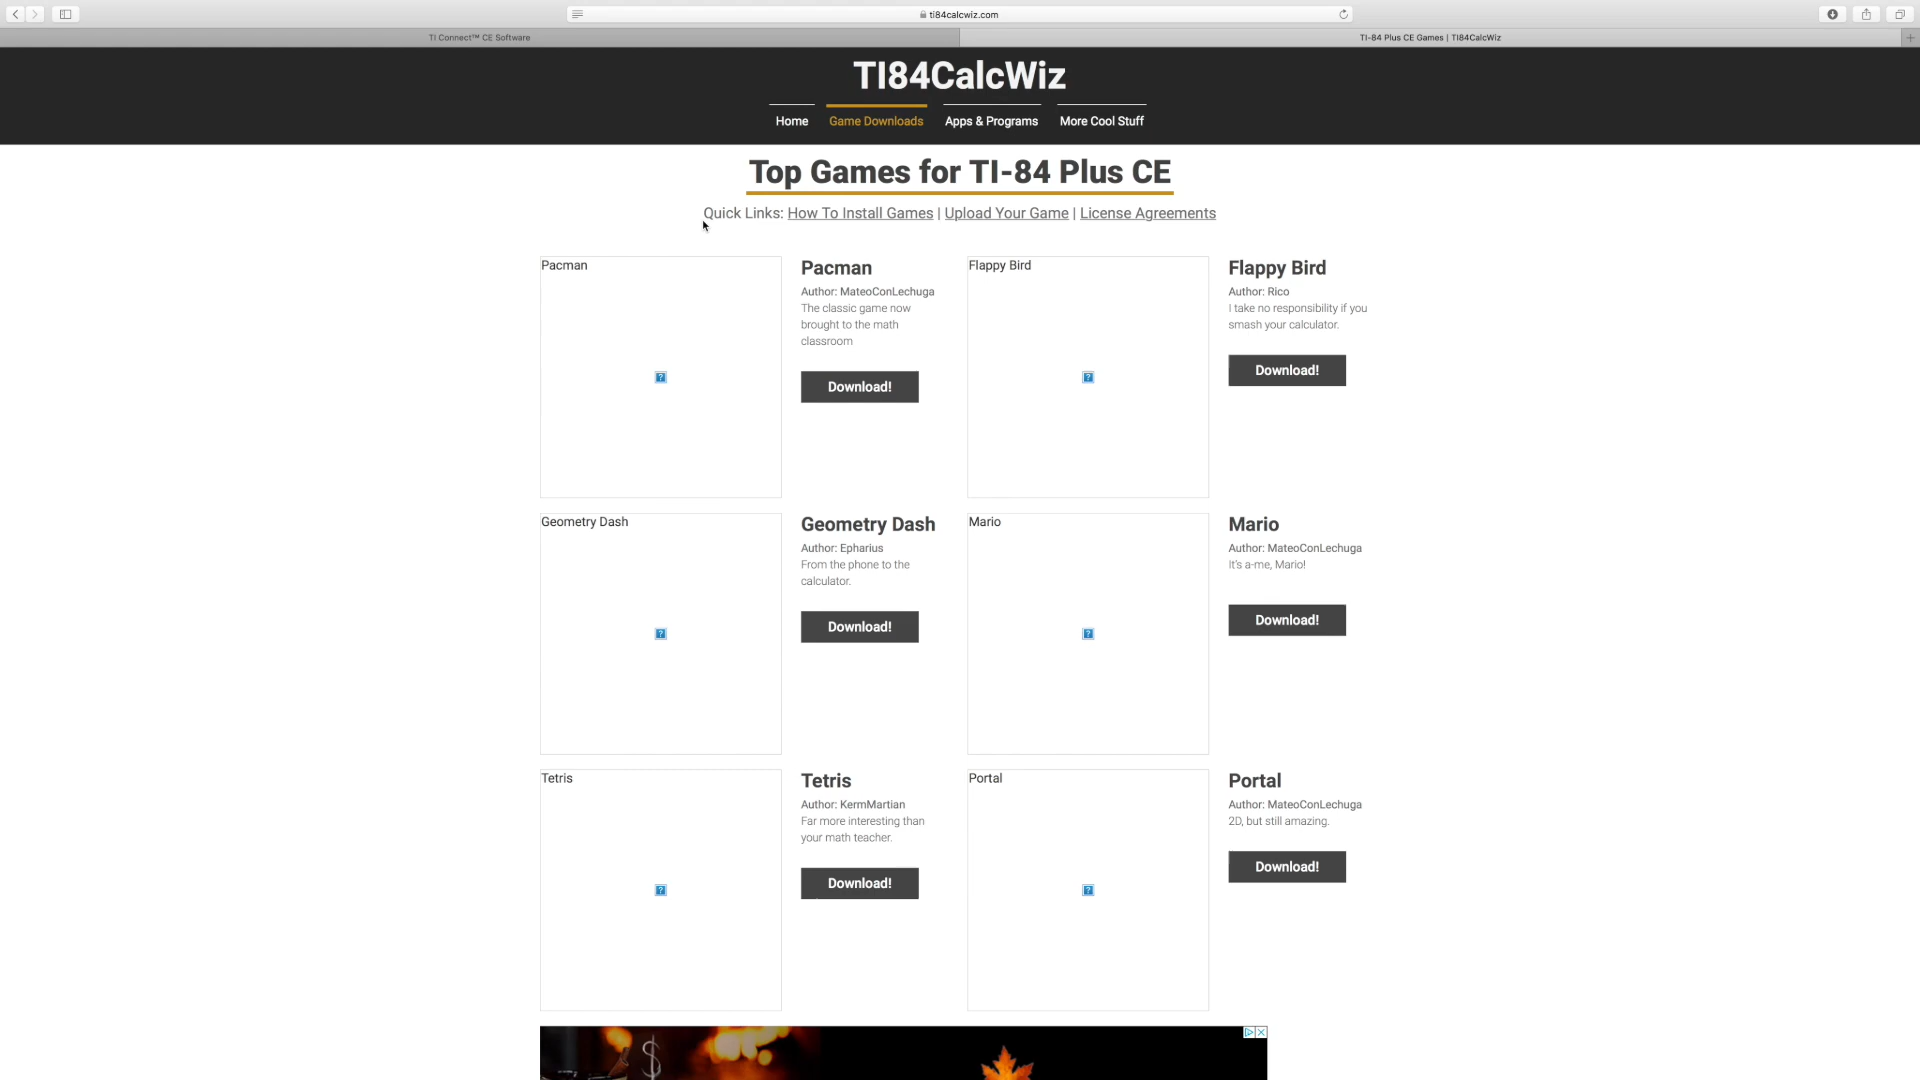 ti84calcwiz.com
TI Connect™ CE Software
TI-84 Plus CE Games | TI84CalcWiz
TI84CalcWiz
Home
Game Downloads
Apps & Programs
More Cool Stuff
Top Games for TI-84 Plus CE
Quick Links: How To Install Games | Upload Your Game | License Agreements
Pacman
Pacman
Author: MateoConLechuga
The classic game now
brought to the math
classroom
Download!
Flappy Bird
Flappy Bird
Author: Rico
I take no responsibility if you
smash your calculator.
Download!
Geometry Dash
Geometry Dash
Author: Epharius
From the phone to the
calculator.
Download!
Mario
Mario
Author: MateoConLechuga
It's a-me, Mario!
Download!
Tetris
Tetris
Author: KermMartian
Far more interesting than
your math teacher.
Download!
Portal
Portal
Author: MateoConLechuga
2D, but still amazing.
Download!
$